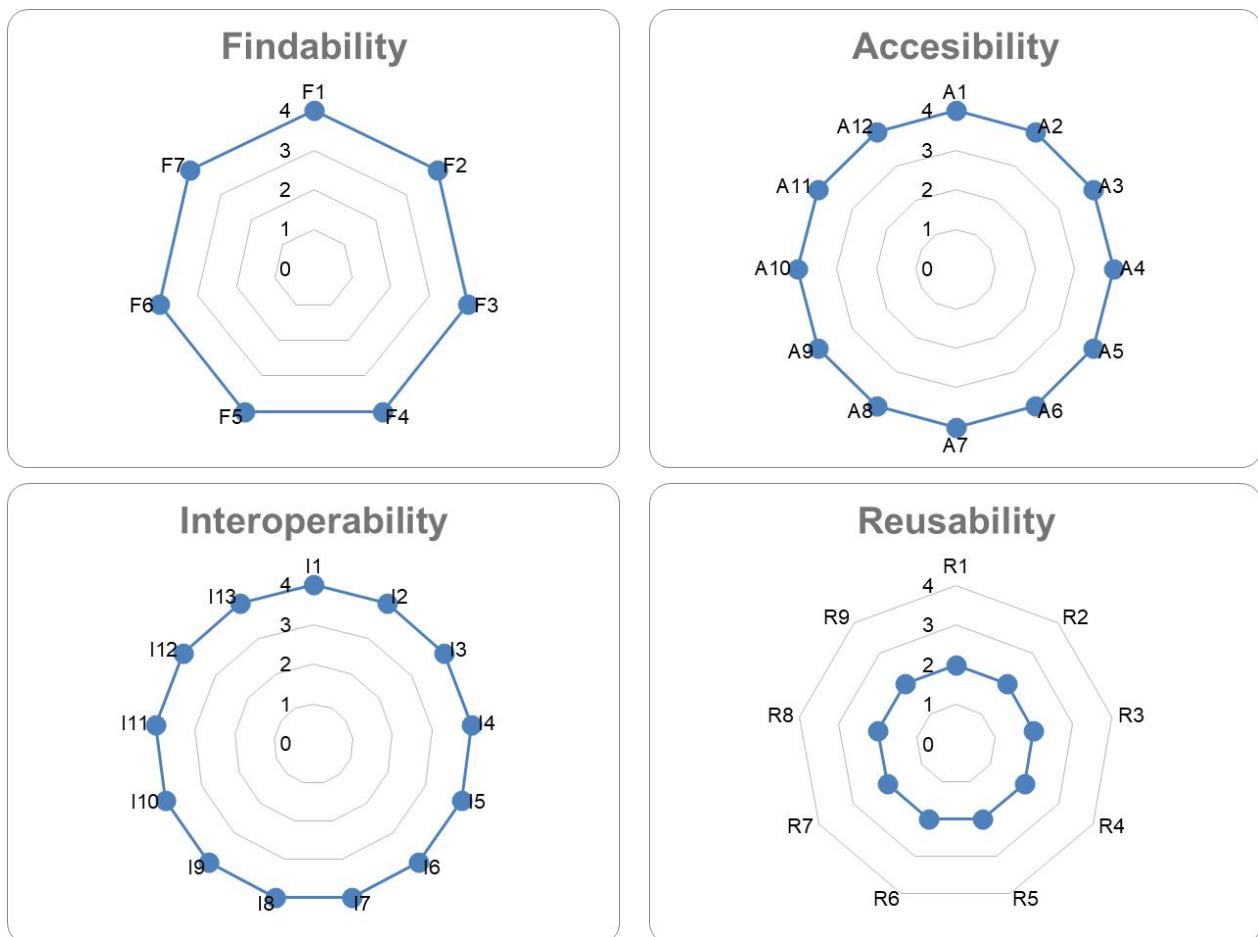 Findability
F1
4
F7
F2
3
2
1
0
F6
F3
F5
F4
Accesibility
A1
4
A12
A2
3
A11
A3
2
1
A10
0
A4
A9
A5
A8
A6
A7
Interoperability
I1
4
I13
I2
3
I12
I3
2
1
I11
I4
0
I10
I5
I9
I6
I8
I7
Reusability
R1
4
R9
R2
3
2
R8
R3
1
0
R7
R4
R6
R5